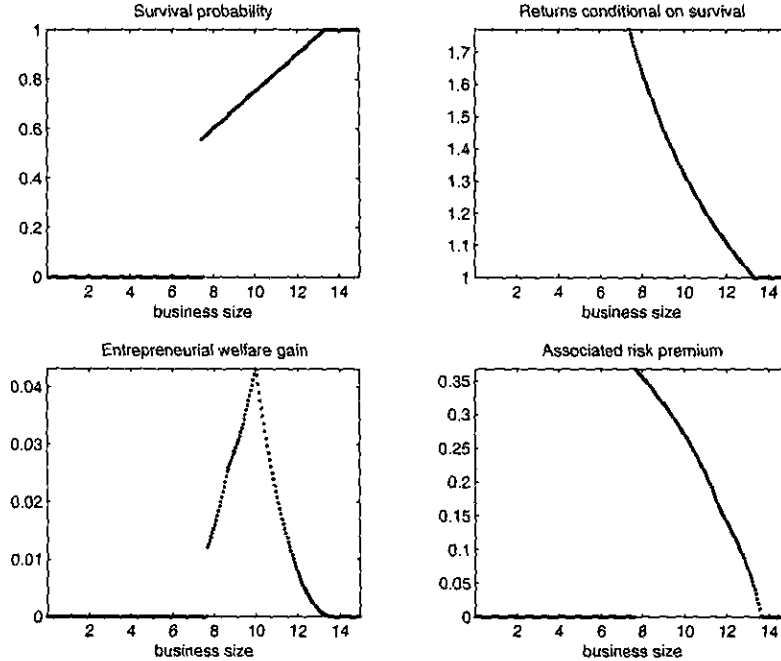 Survival probability
1
0.8
0.6
0.4
0.2
0
2 4 6 8 10 12 14
business size
Returns conditional on survival
1.7
1.6
1.5
1.4
1.3
1.2
1.1
1
2 4 6 8 10 12 14
business size
Entrepreneurial welfare gain
0.04
0.03
0.02
0.01
0
2 4 6 8 10 12 14
business size
Associated risk premium
0.35
0.3
0.25
0.2
0.15
0.1
0.05
0
2 4 6 8 10 12 14
business size